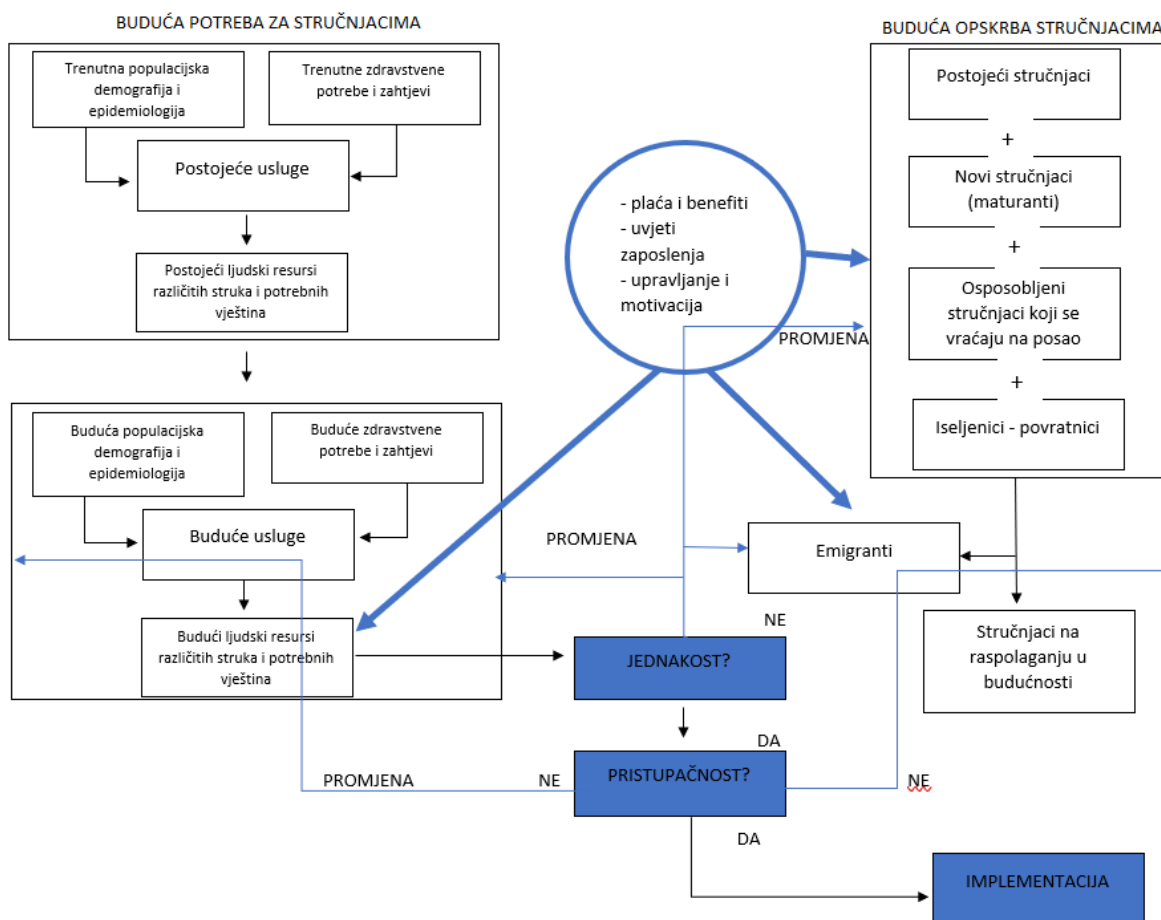 BUDUĆA POTREBA ZA STRUČNJACIMA
Trenutna populacijska
demografija i
epidemiologija
Trenutne zdravstvene
potrebe i zahtjevi
Postojeće usluge
Postojeći ljudski resursi
različitih struka i potrebnih
vještina
Buduća populacijska
demografija i
epidemiologija
Buduće zdravstvene
potrebe i zahtjevi
Buduće usluge
Budući ljudski resursi
različitih struka i potrebnih
vještina
- plaća i benefiti
- uvjeti
zaposlenja
- upravljanje i
motivacija
PROMJENA
PROMJENA
BUDUĆA OPSKRBA STRUČNJACIMA
Postojeći stručnjaci
+
Novi stručnjaci
(maturanti)
+
Osposobljeni
stručnjaci koji se
vraćaju na posao
+
Iseljenici - povratnici
Emigranti
Stručnjaci na
raspolaganju u
budućnosti
NE
JEDNAKOST?
DA
PRISTUPAČNOST?
PROMJENA
NE
NE
DA
IMPLEMENTACIJA